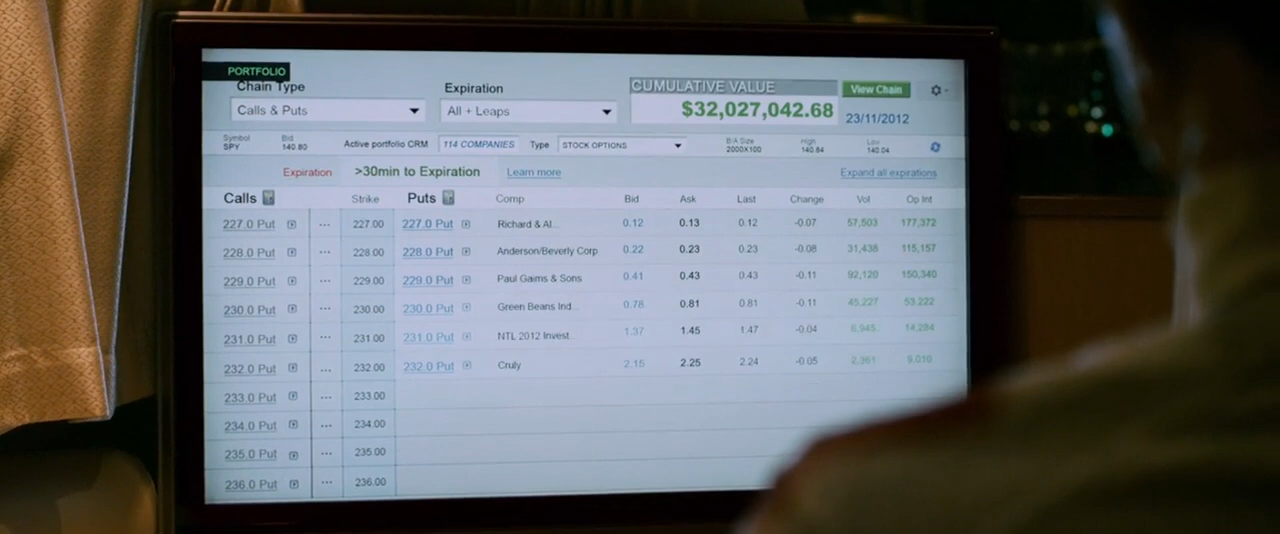 PORTFOLIO
Chain Type Expiration CUMULATIVE VALUE View Chain
Calls & Puts All + Leaps $32,027,042.68 23/11/2012
Symbol Bid Active portfolio CRM 114 COMPANIES Type STOCK OPTIONS B/A Size High Low
SPY 140.80 2000X100 140.84 140.04
Expiration >30min to Expiration Learn more Expand all expirations
Calls Strike Puts Comp Bid Ask Last Change Vol Op Int
227.0 Put ... 227.00 227.0 Put Richard & Al... 0.12 0.13 0.12 -0.07 57,503 177,372
228.0 Put ... 228.00 228.0 Put Anderson/Beverly Corp 0.22 0.23 0.23 -0.08 31,438 115,157
229.0 Put ... 229.00 229.0 Put Paul Gaims & Sons 0.41 0.43 0.43 -0.11 92,120 150,340
230.0 Put ... 230.00 230.0 Put Green Beans Ind... 0.78 0.81 0.81 -0.11 45,227 53,222
231.0 Put ... 231.00 231.0 Put NTL 2012 Invest... 1.37 1.45 1.47 -0.04 6,945 14,284
232.0 Put ... 232.00 232.0 Put Cruly 2.15 2.25 2.24 -0.05 2,361 9,010
233.0 Put ... 233.00
234.0 Put ... 234.00
235.0 Put ... 235.00
236.0 Put ... 236.00